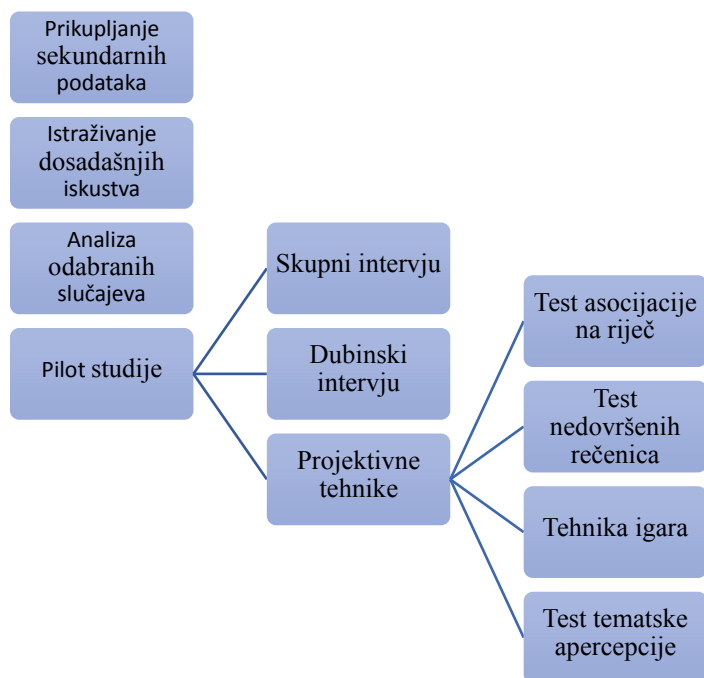 Prikupljanje
sekundarnih
podataka
Istraživanje
dosadašnjih
iskustva
Analiza
odabranih
slučajeva
Pilot studije
Skupni intervju
Dubinski
intervju
Projektivne
tehnike
Test asocijacije
na riječ
Test
nedovršenih
rečenica
Tehnika igara
Test tematske
apercepcije